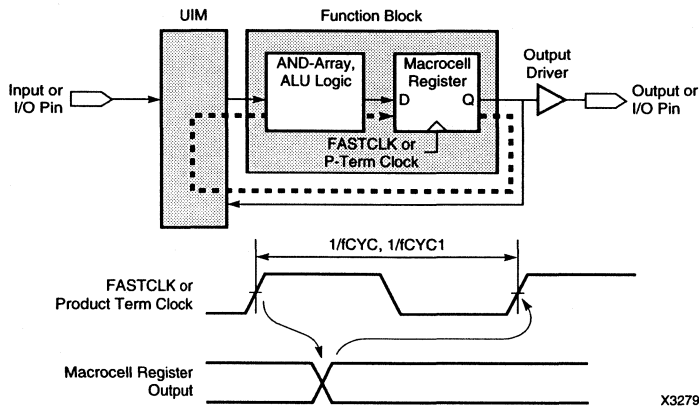 UIM
Function Block
AND-Array,
ALU Logic
Macrocell
Register
Output
Driver
Input or
I/O Pin
D
Q
Output or
I/O Pin
FASTCLK or
P-Term Clock
1/fCYC, 1/fCYC1
FASTCLK or
Product Term Clock
Macrocell Register
Output
X3279